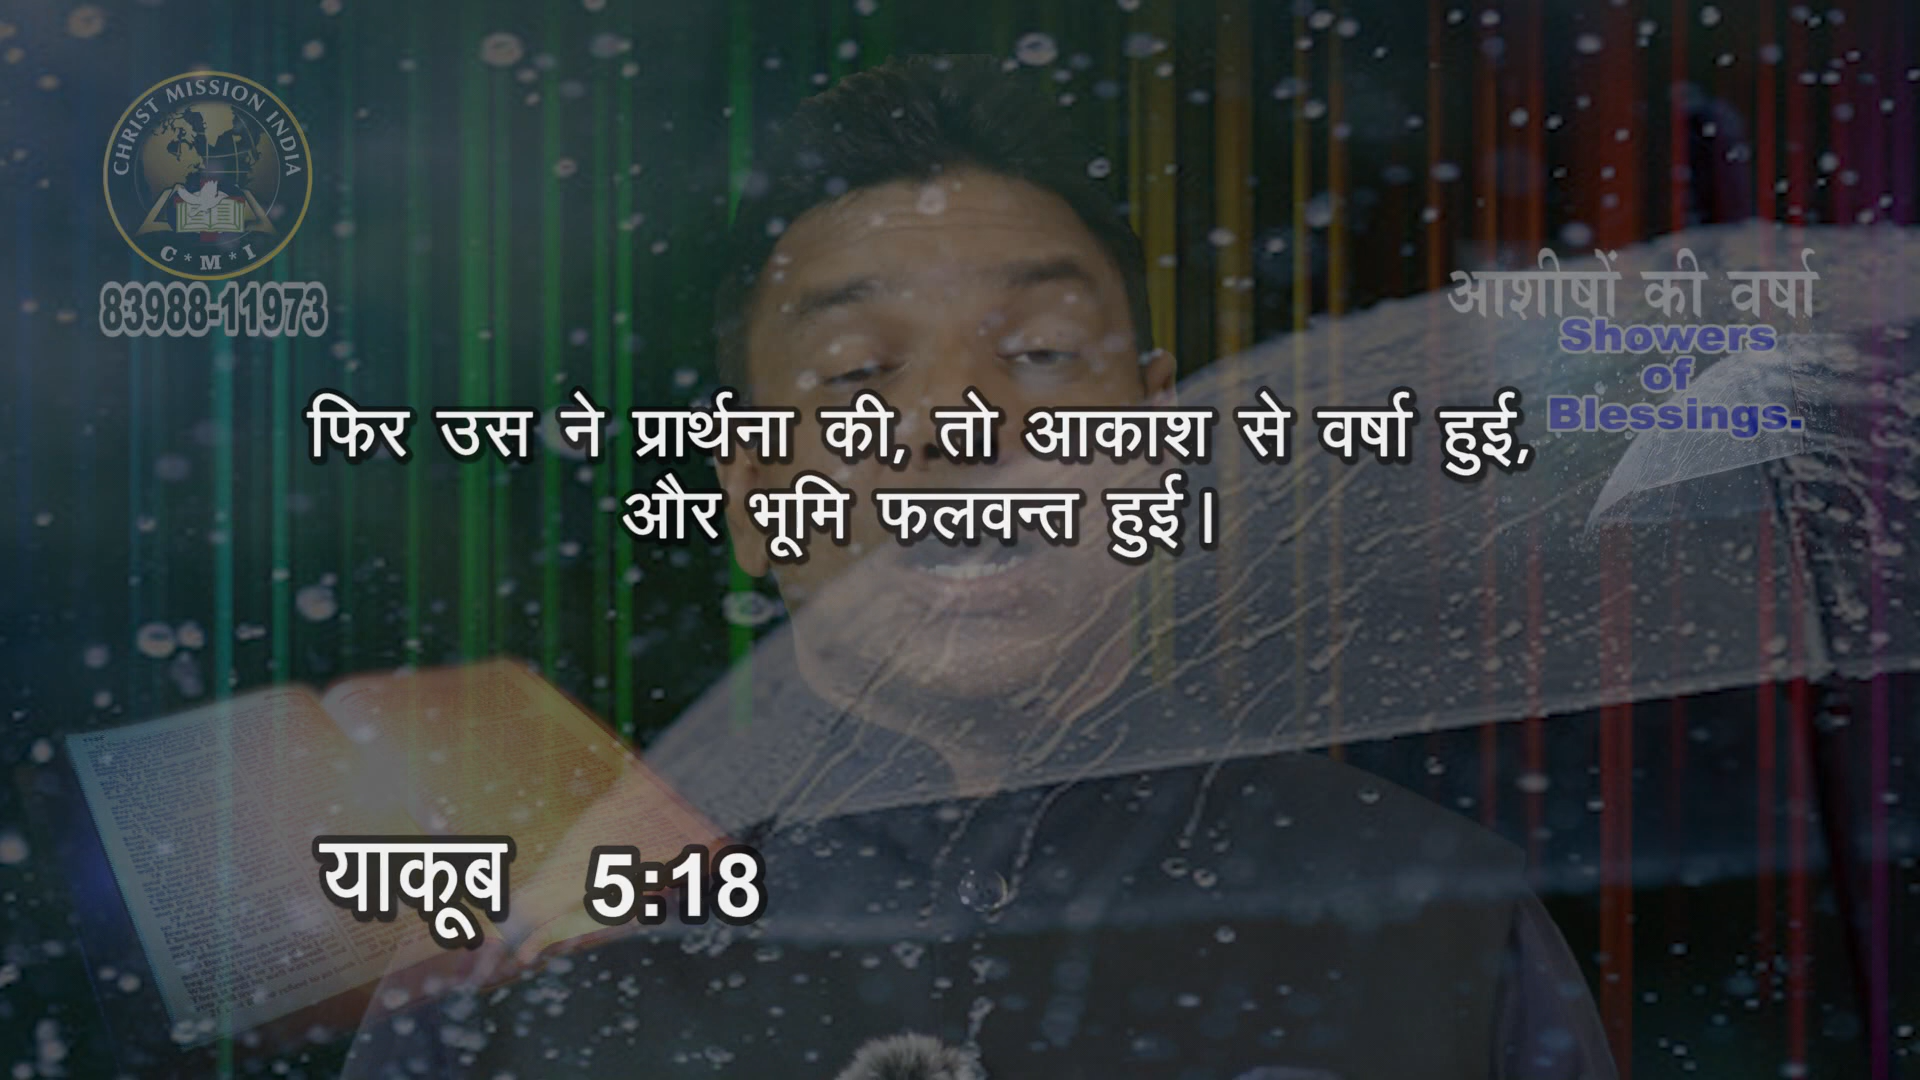 CHRIST MISSION INDIA
C * M * I
83988-11973
आशीषों की वर्षा
Showers
of
Blessings.
फिर उस ने प्रार्थना की, तो आकाश से वर्षा हुई,
और भूमि फलवन्त हुई।
याकूब 5:18